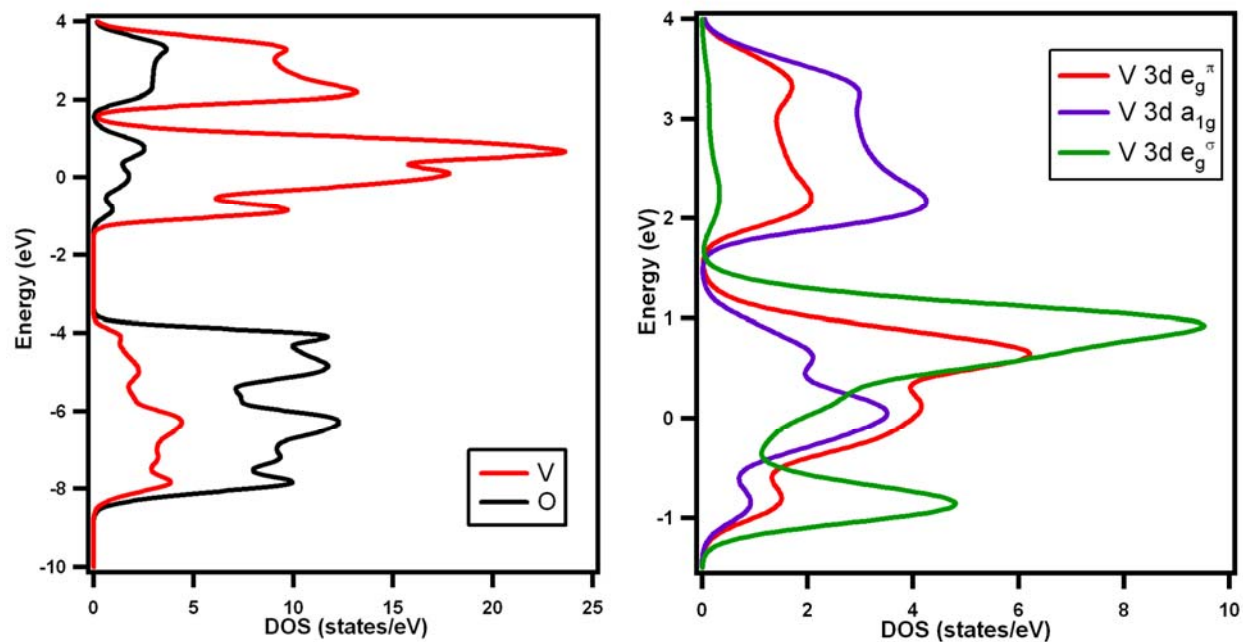 4
2
0
-2
-4
-6
-8
-10
Energy (eV)
0
5
10
15
20
25
DOS (states/eV)
V
O
4
3
2
1
0
-1
Energy (eV)
0
2
4
6
8
10
DOS (states/eV)
V 3d e_g^π
V 3d a_1g
V 3d e_g^σ